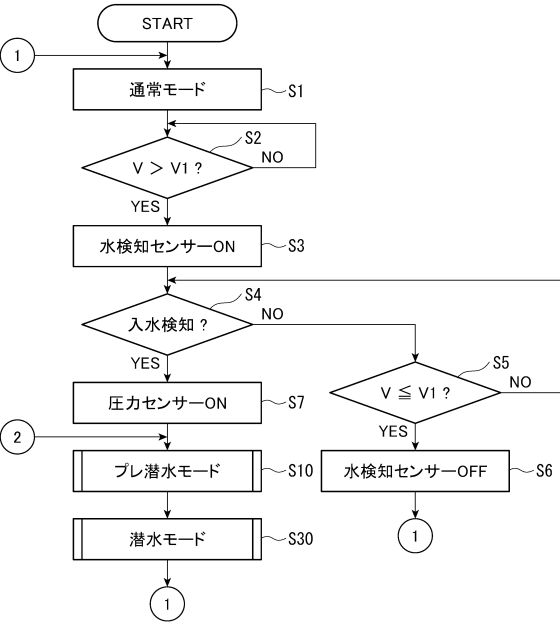 START
1
通常モード
S1
S2
V ＞ V1 ?
NO
YES
水検知センサーON
S3
S4
入水検知 ?
NO
YES
S5
V ≦ V1 ?
NO
YES
圧力センサーON
S7
2
プレ潜水モード
S10
水検知センサーOFF
S6
潜水モード
S30
1
1